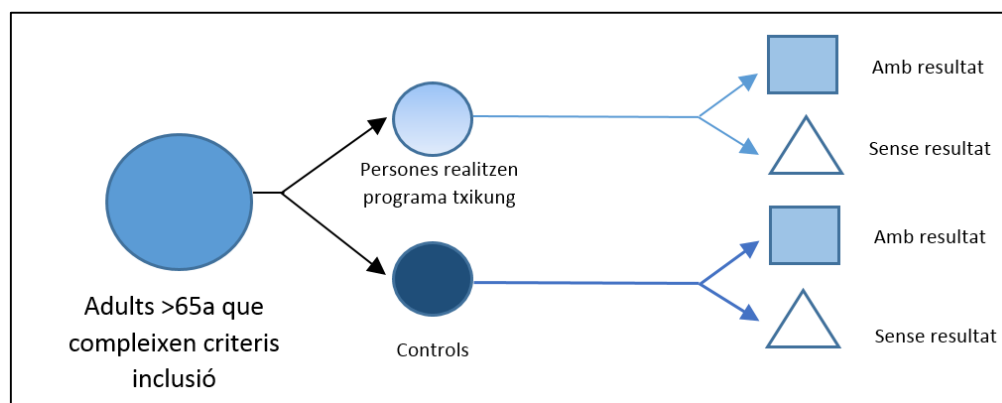 Amb resultat
Persones realitzen
programa txikung
Sense resultat
Adults >65a que
compleixen criteris
inclusió
Controls
Amb resultat
Sense resultat